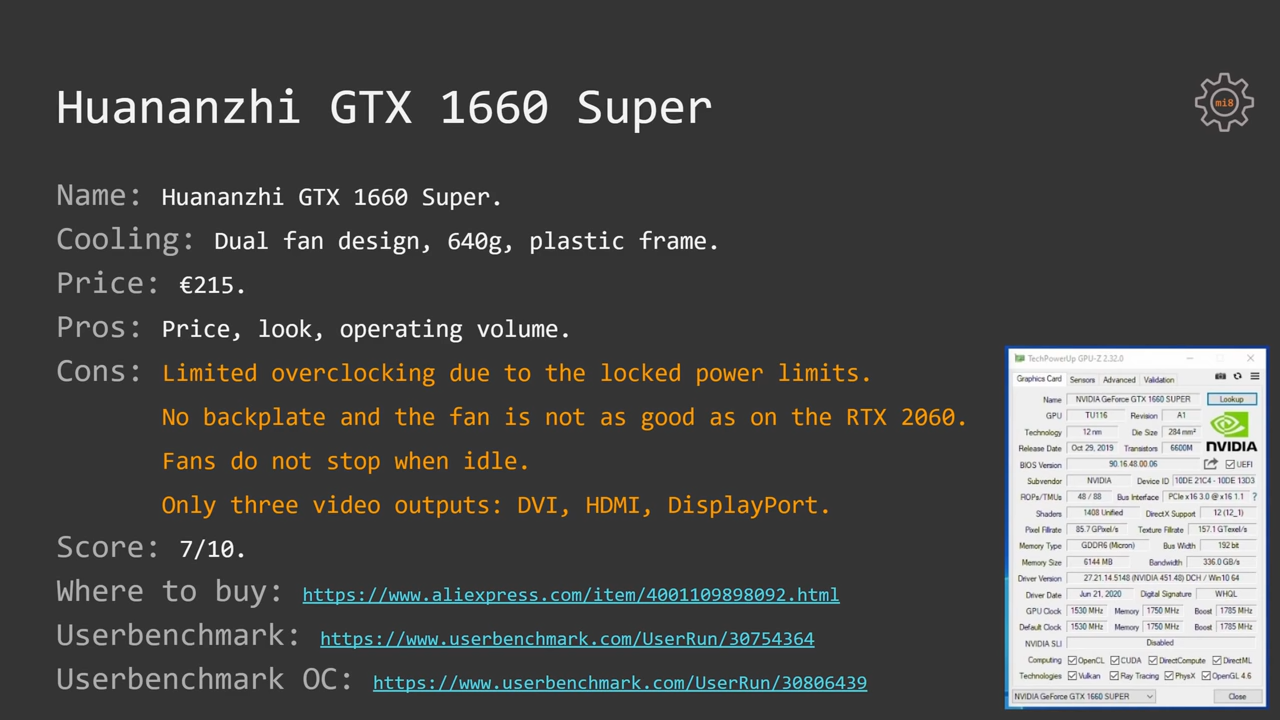 Huananzhi GTX 1660 Super
mi8
Name: Huananzhi GTX 1660 Super.
Cooling: Dual fan design, 640g, plastic frame.
Price: €215.
Pros: Price, look, operating volume.
Cons: Limited overclocking due to the locked power limits.
No backplate and the fan is not as good as on the RTX 2060.
Fans do not stop when idle.
Only three video outputs: DVI, HDMI, DisplayPort.
Score: 7/10.
Where to buy: https://www.aliexpress.com/item/4001109898092.html
Userbenchmark: https://www.userbenchmark.com/UserRun/30754364
Userbenchmark OC: https://www.userbenchmark.com/UserRun/30806439
TechPowerUp GPU-Z 2.32.0
Graphics Card Sensors Advanced Validation
Name NVIDIA GeForce GTX 1660 SUPER Lookup
GPU TU116 Revision A1
Technology 12 nm Die Size 284 mm²
Release Date Oct 29, 2019 Transistors 6600M
NVIDIA
BIOS Version 90.16.48.00.06 UEFI
Subvendor NVIDIA Device ID 10DE 21C4 - 10DE 13D3
ROPs/TMUs 48 / 88 Bus Interface PCIe x16 3.0 @ x16 1.1 ?
Shaders 1408 Unified DirectX Support 12 (12_1)
Pixel Fillrate 85.7 GPixel/s Texture Fillrate 157.1 GTexel/s
Memory Type GDDR6 (Micron) Bus Width 192 bit
Memory Size 6144 MB Bandwidth 336.0 GB/s
Driver Version 27.21.14.5148 (NVIDIA 451.48) DCH / Win10 64
Driver Date Jun 21, 2020 Digital Signature WHQL
GPU Clock 1530 MHz Memory 1750 MHz Boost 1785 MHz
Default Clock 1530 MHz Memory 1750 MHz Boost 1785 MHz
NVIDIA SLI Disabled
Computing OpenCL CUDA DirectCompute DirectML
Technologies Vulkan Ray Tracing PhysX OpenGL 4.6
NVIDIA GeForce GTX 1660 SUPER Close